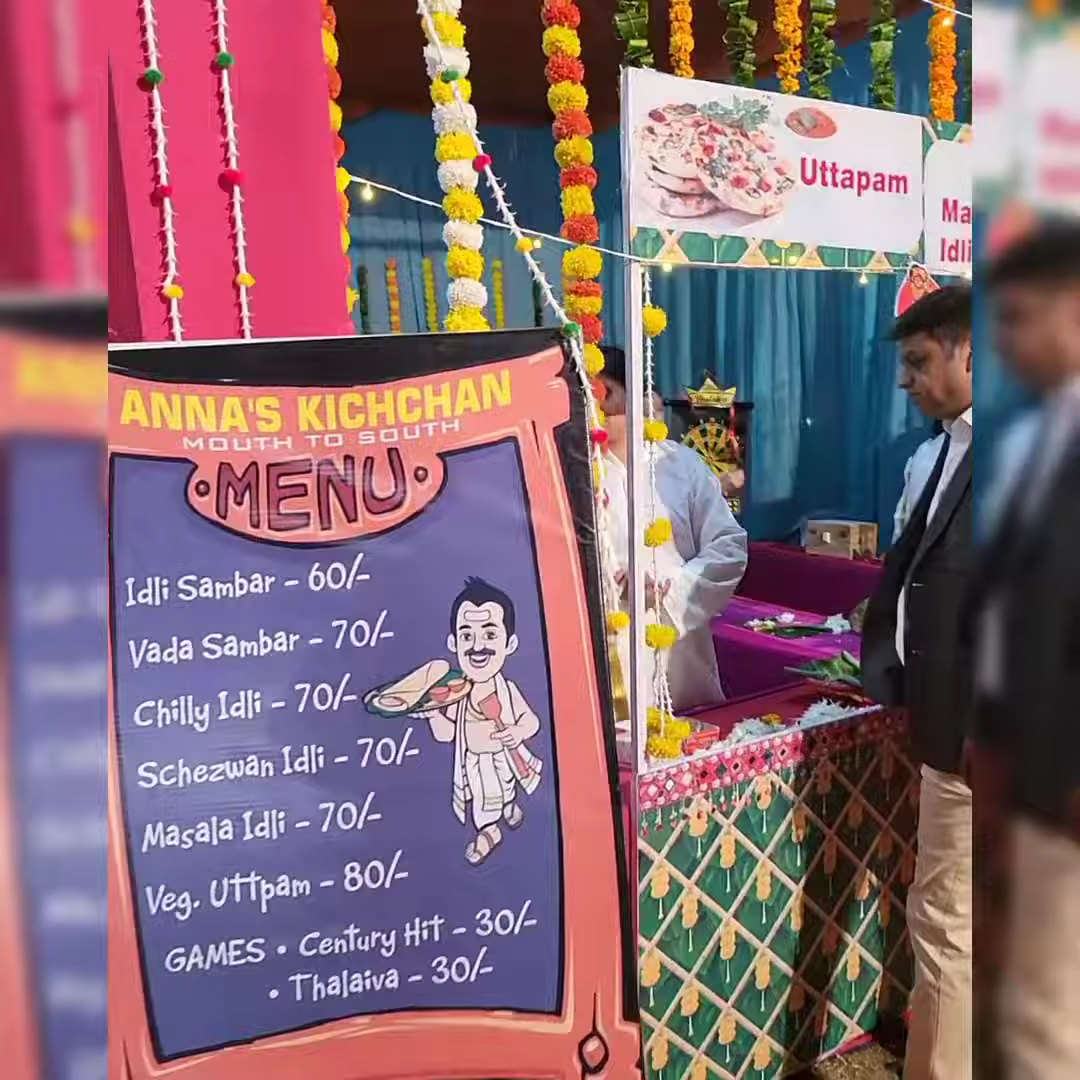 ANNA'S KICHCHAN
MOUTH TO SOUTH
MENU
Idli Sambar - 60/-
Vada Sambar - 70/-
Chilly Idli - 70/-
Schezwan Idli - 70/-
Masala Idli - 70/-
Veg. Uttpam - 80/-
GAMES • Century Hit - 30/-
• Thalaiva - 30/-
Uttapam
Ma
Idli